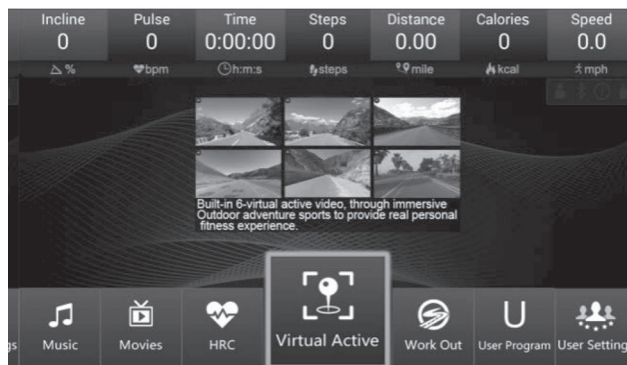 Incline Pulse Time Steps Distance Calories Speed
0 0 0:00:00 0 0.00 0 0.0
% bpm h:m:s steps mile kcal mph
Built-in 6-virtual active video, through immersive
Outdoor adventure sports to provide real personal
fitness experience.
gs Music Movies HRC Virtual Active Work Out User Program User Setting